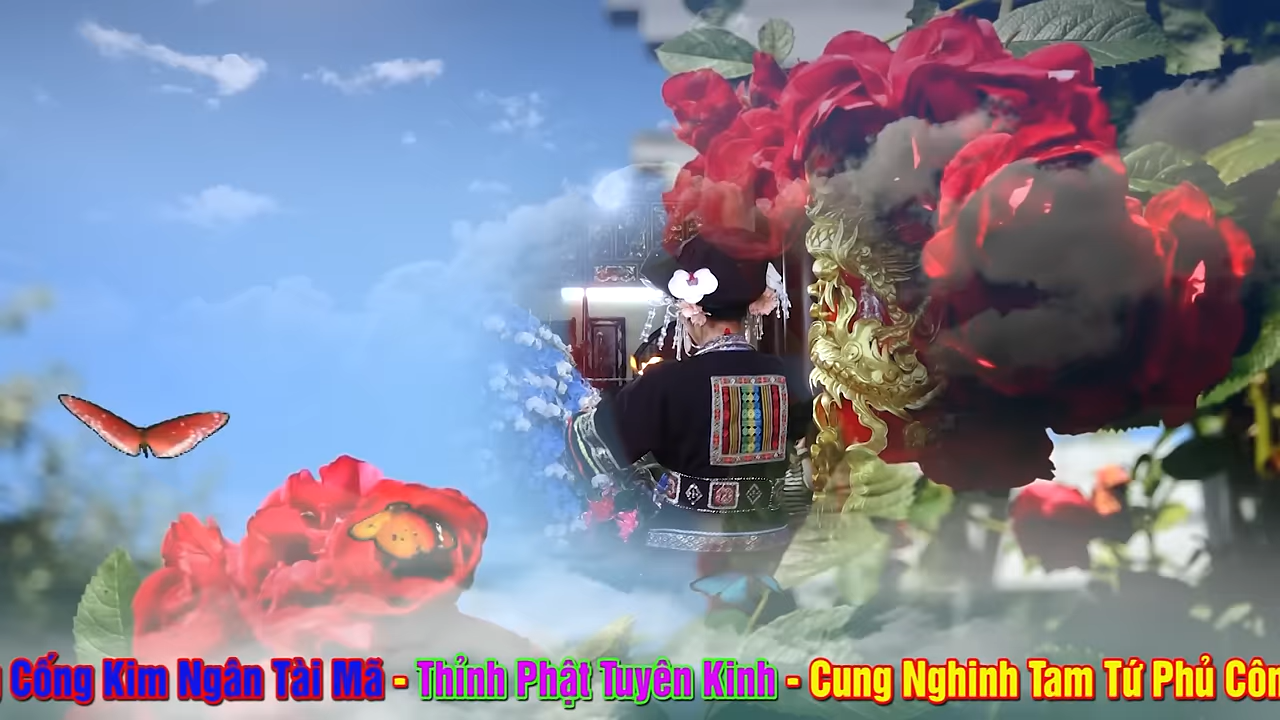 Cống Kim Ngân Tài Mã - Thỉnh Phật Tuyên Kinh - Cung Nghinh Tam Tứ Phủ